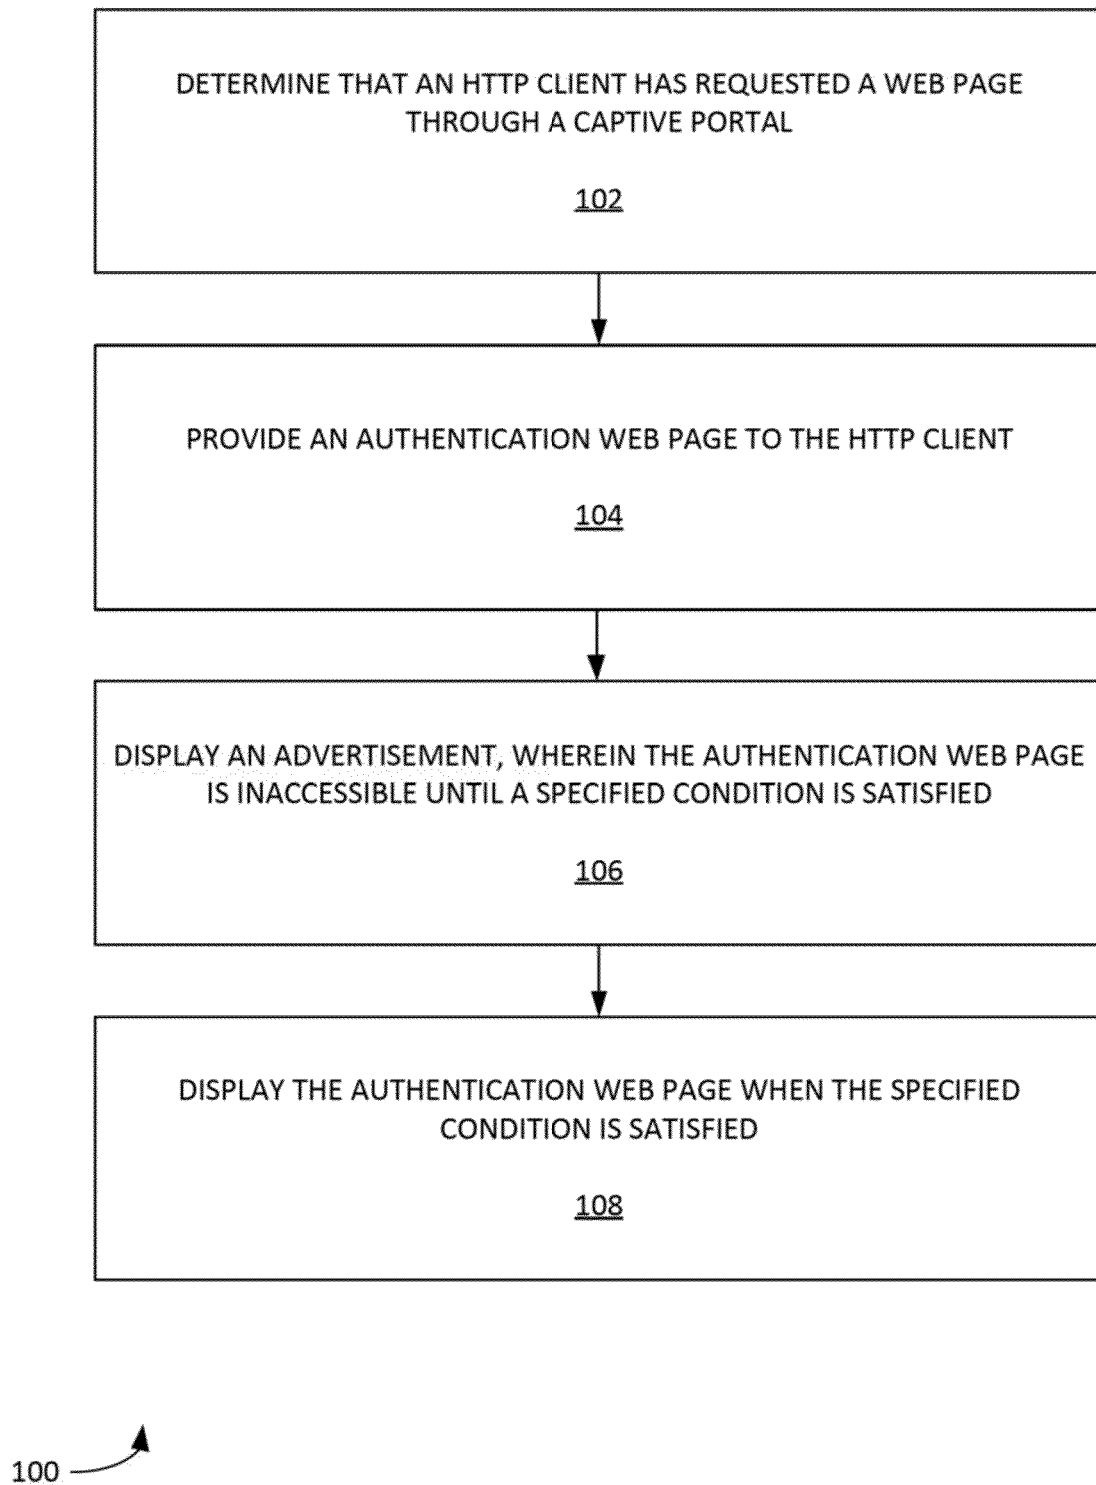 DETERMINE THAT AN HTTP CLIENT HAS REQUESTED A WEB PAGE
THROUGH A CAPTIVE PORTAL
102
PROVIDE AN AUTHENTICATION WEB PAGE TO THE HTTP CLIENT
104
DISPLAY AN ADVERTISEMENT, WHEREIN THE AUTHENTICATION WEB PAGE
IS INACCESSIBLE UNTIL A SPECIFIED CONDITION IS SATISFIED
106
DISPLAY THE AUTHENTICATION WEB PAGE WHEN THE SPECIFIED
CONDITION IS SATISFIED
108
100